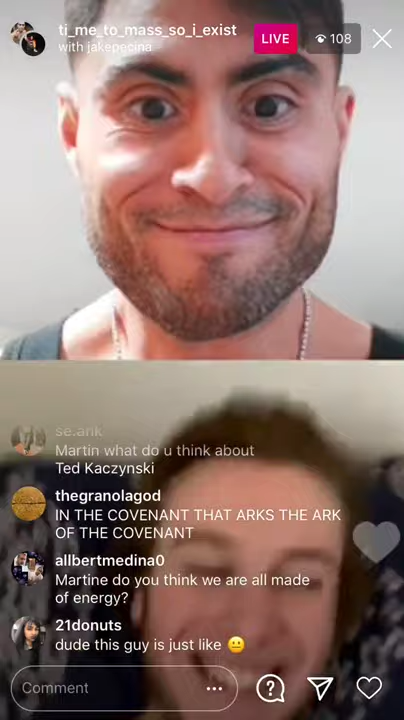 ti_me_to_mass_so_i_exist
LIVE
108
with jakepecina
se.arik
Martin what do u think about
Ted Kaczynski
thegranolagod
IN THE COVENANT THAT ARKS THE ARK
OF THE COVENANT
allbertmedina0
Martine do you think we are all made
of energy?
21donuts
dude this guy is just like 😐
Comment